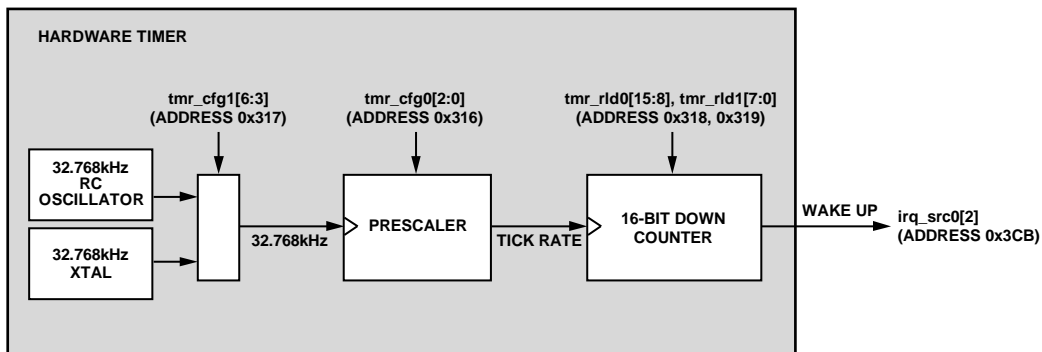 HARDWARE TIMER
tmr_cfg1[6:3]
(ADDRESS 0x317)
tmr_cfg0[2:0]
(ADDRESS 0x316)
tmr_rld0[15:8], tmr_rld1[7:0]
(ADDRESS 0x318, 0x319)
32.768kHz
RC
OSCILLATOR
32.768kHz
XTAL
32.768kHz
PRESCALER
TICK RATE
16-BIT DOWN
COUNTER
WAKE UP
irq_src0[2]
(ADDRESS 0x3CB)